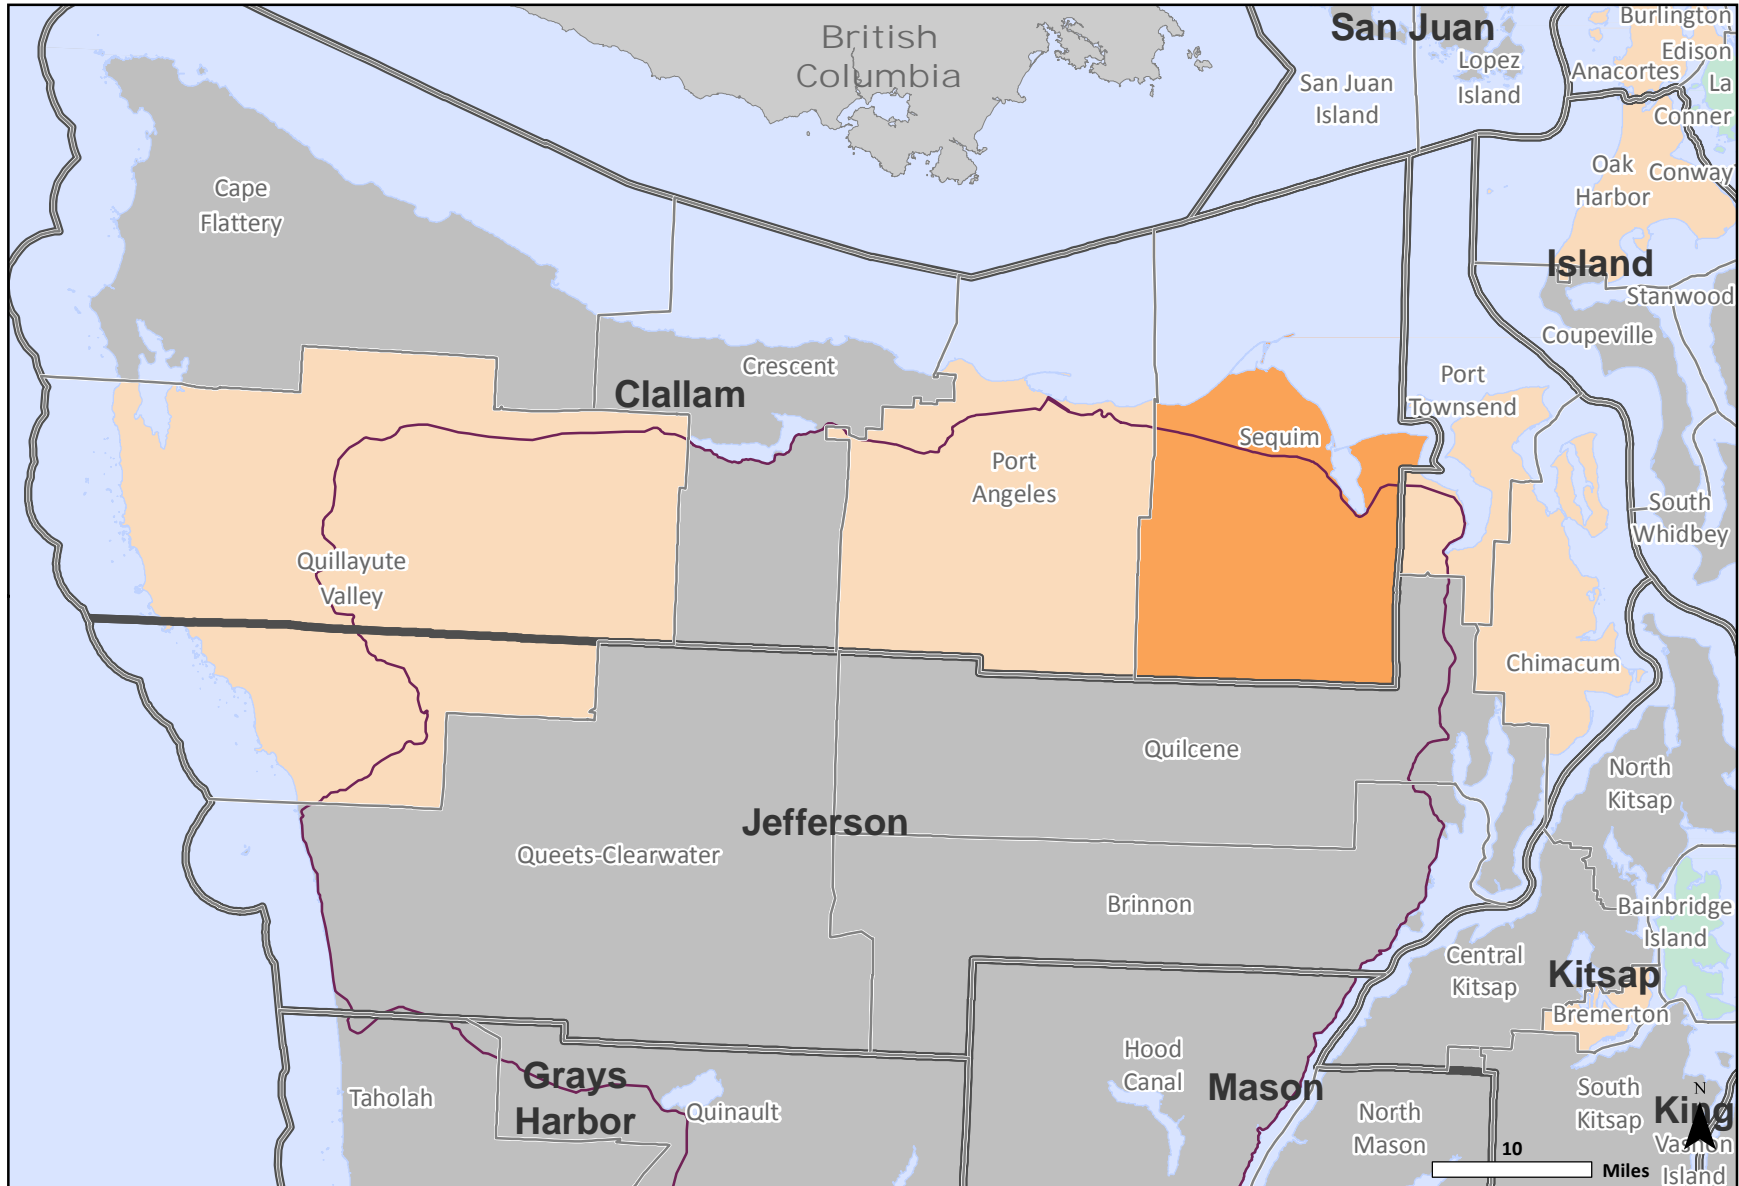 British
Columbia
San Juan
San Juan
Island
Lopez
Island
Burlington
Edison
Anacortes
La
Conner
Oak
Harbor
Conway
Island
Stanwood
Coupeville
South
Whidbey
Cape
Flattery
Crescent
Clallam
Port
Angeles
Sequim
Port
Townsend
Quillayute
Valley
Chimacum
Quilcene
Jefferson
Queets-Clearwater
Brinnon
North
Kitsap
Bainbridge
Island
Central
Kitsap
Kitsap
Bremerton
Hood
Canal
Mason
Grays
Harbor
Taholah
Quinault
North
Mason
South
Kitsap
King
Vashon
Island
N
10
Miles